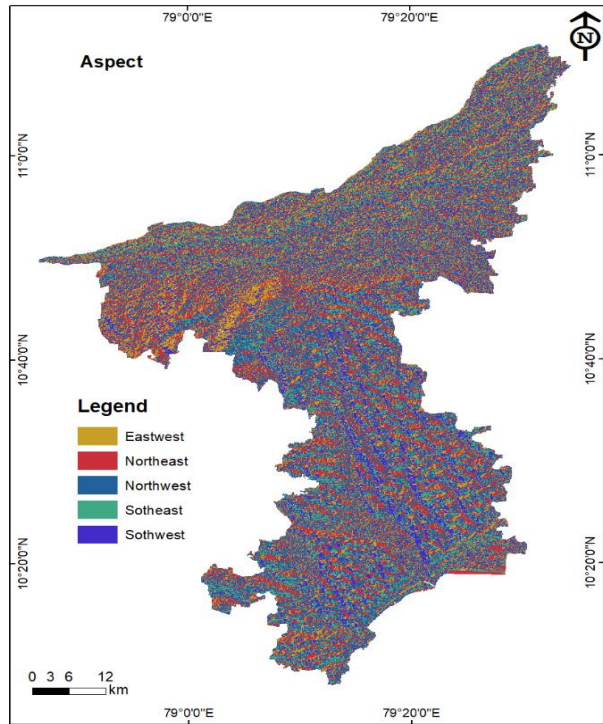 79°0'0"E 79°20'0"E
Aspect
N
11°0'0"N 11°0'0"N
10°40'0"N 10°40'0"N
Legend
Eastwest
Northeast
Northwest
Sotheast
Sothwest
10°20'0"N 10°20'0"N
0 3 6 12
km
79°0'0"E 79°20'0"E